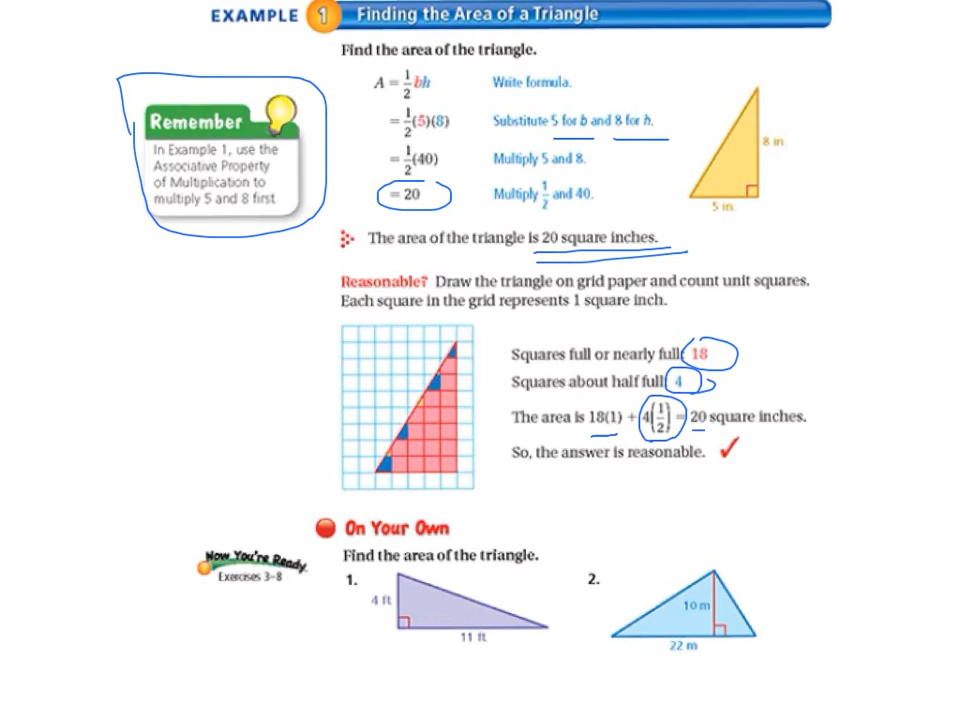 EXAMPLE 1 Finding the Area of a Triangle
Find the area of the triangle.
A = 1/2 bh Write formula.
= 1/2 (5)(8) Substitute 5 for b and 8 for h.
= 1/2 (40) Multiply 5 and 8.
= 20 Multiply 1/2 and 40.
8 in.
5 in.
Remember
In Example 1, use the
Associative Property
of Multiplication to
multiply 5 and 8 first
The area of the triangle is 20 square inches.
Reasonable? Draw the triangle on grid paper and count unit squares.
Each square in the grid represents 1 square inch.
Squares full or nearly full: 18
Squares about half full: 4
The area is 18(1) + 4(1/2) = 20 square inches.
So, the answer is reasonable.
On Your Own
Now You're Ready
Exercises 3–8
Find the area of the triangle.
1.
4 ft
11 ft
2.
10 m
22 m